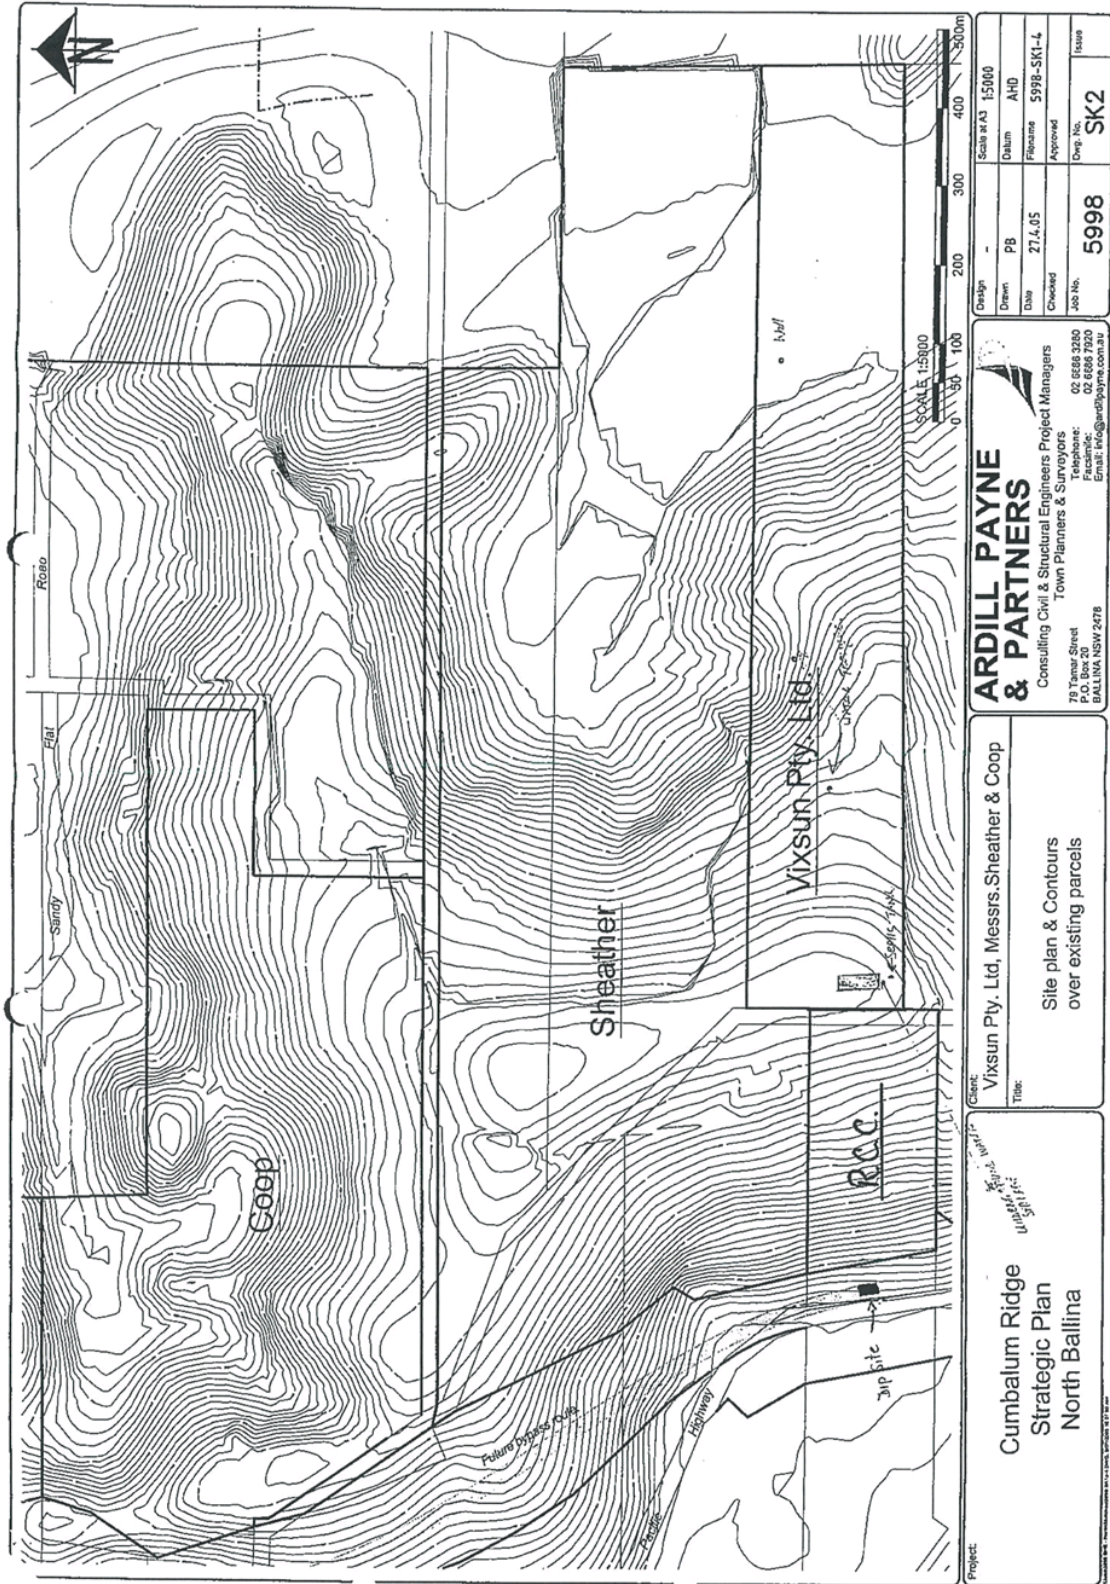 N
Road
Flat
Sandy
Coop
Sheather
Vixsun Pty. Ltd.
R.C.C.
Well
Septic Tank
DIP Site
Future bypass route
Pacific
Highway
SCALE 1:5000
0 50 100 200 300 400 500m
Project:
Cumbalum Ridge
Strategic Plan
North Ballina
Client:
Vixsun Pty. Ltd, Messrs.Sheather & Coop
Title:
Site plan & Contours
over existing parcels
ARDILL PAYNE
& PARTNERS
Consulting Civil & Structural Engineers Project Managers
Town Planners & Surveyors
79 Tamar Street
P.O. Box 20
BALLINA NSW 2478
Telephone: 02 6686 3280
Facsimile: 02 6686 7920
Email: info@ardillpayne.com.au
Design -
Scale at A3 1:5000
Drawn PB
Datum AHD
Date 27.4.05
Filename 5998-SK1-4
Checked
Approved
Job No. 5998
Dwg. No. SK2
Issue